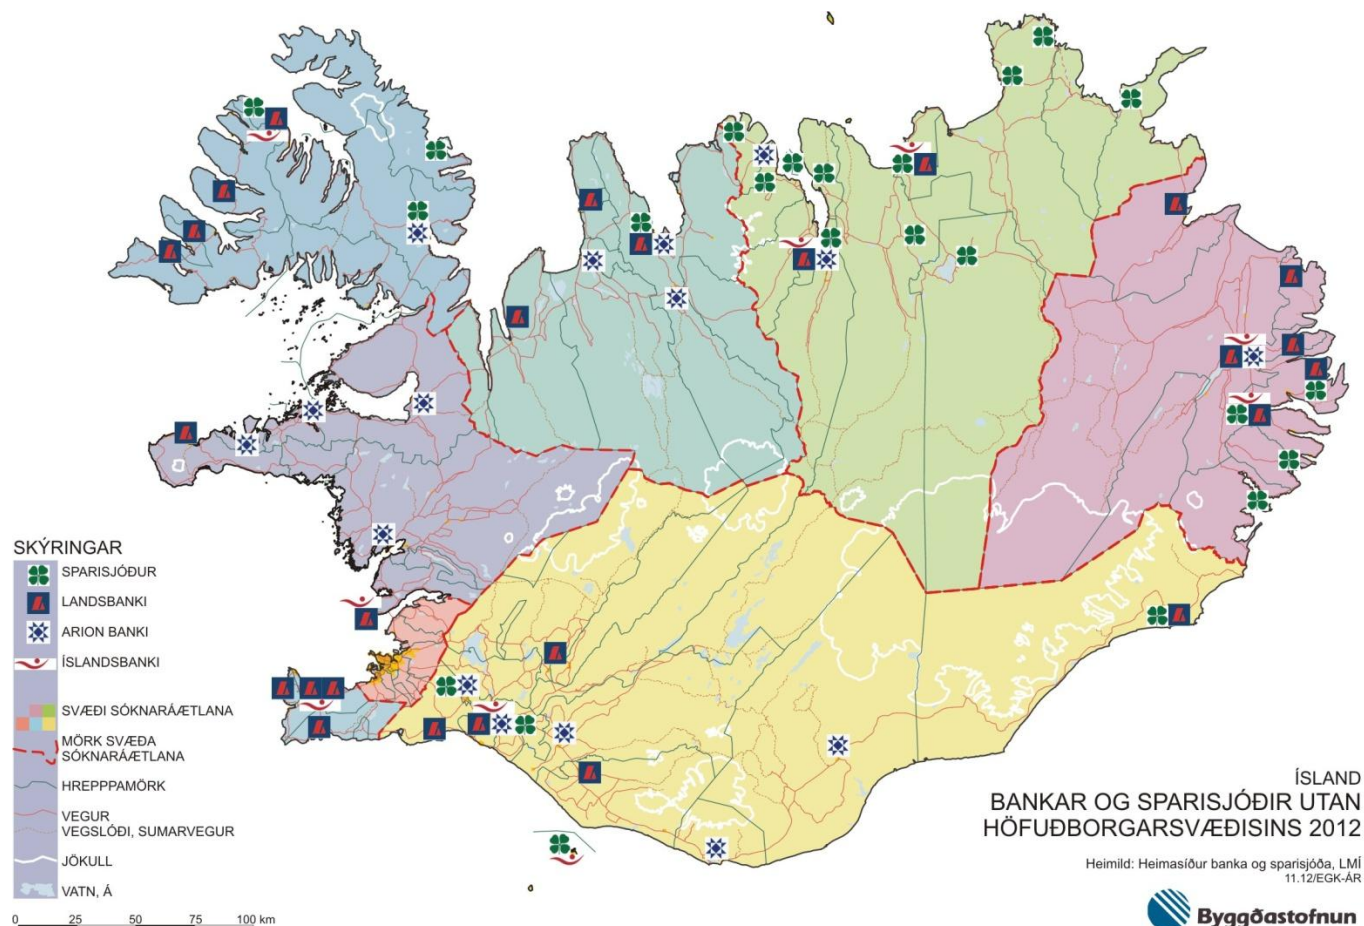 SKÝRINGAR
SPARISJÓÐUR
LANDSBANKI
ARION BANKI
ÍSLANDSBANKI
SVÆÐI SÓKNARÁÆTLANA
MÖRK SVÆÐA
SÓKNARÁÆTLANA
HREPPPAMÖRK
VEGUR
VEGSLÓÐI, SUMARVEGUR
JÖKULL
VATN, Á
0 25 50 75 100 km
ÍSLAND
BANKAR OG SPARISJÓÐIR UTAN
HÖFUÐBORGARSVÆÐISINS 2012
Heimild: Heimasíður banka og sparisjóða, LMÍ
11.12/EGK-ÁR
Byggðastofnun